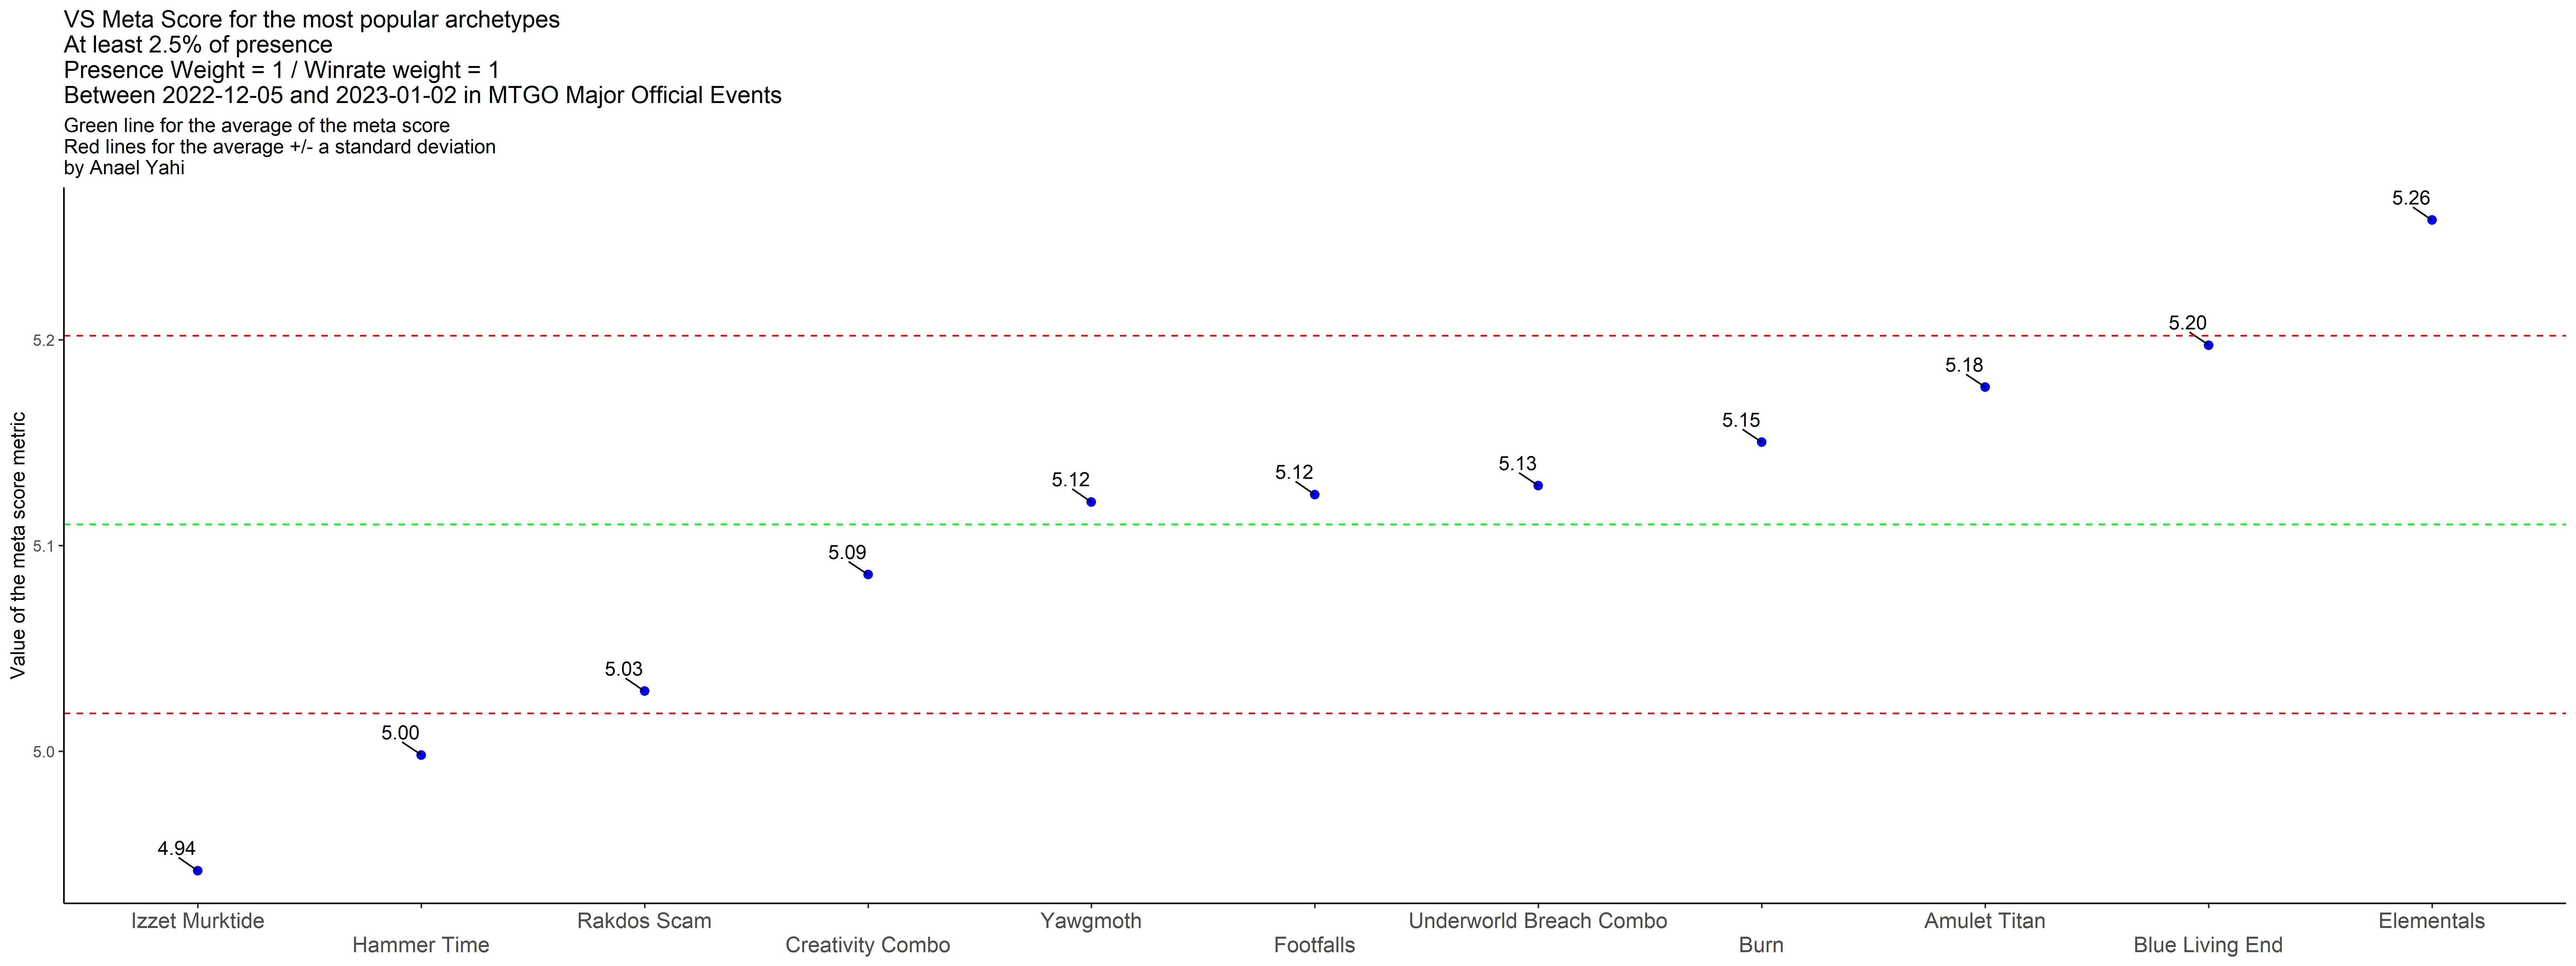 VS Meta Score for the most popular archetypes
At least 2.5% of presence
Presence Weight = 1 / Winrate weight = 1
Between 2022-12-05 and 2023-01-02 in MTGO Major Official Events
Green line for the average of the meta score
Red lines for the average +/- a standard deviation
by Anael Yahi
Value of the meta score metric
5.2
5.1
5.0
4.94
5.00
5.03
5.09
5.12
5.12
5.13
5.15
5.18
5.20
5.26
Izzet Murktide
Hammer Time
Rakdos Scam
Creativity Combo
Yawgmoth
Footfalls
Underworld Breach Combo
Burn
Amulet Titan
Blue Living End
Elementals